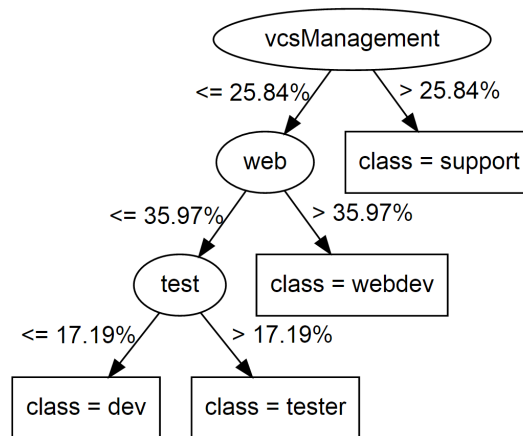 vcsManagement
<= 25.84%
> 25.84%
web
class = support
<= 35.97%
> 35.97%
test
class = webdev
<= 17.19%
> 17.19%
class = dev
class = tester